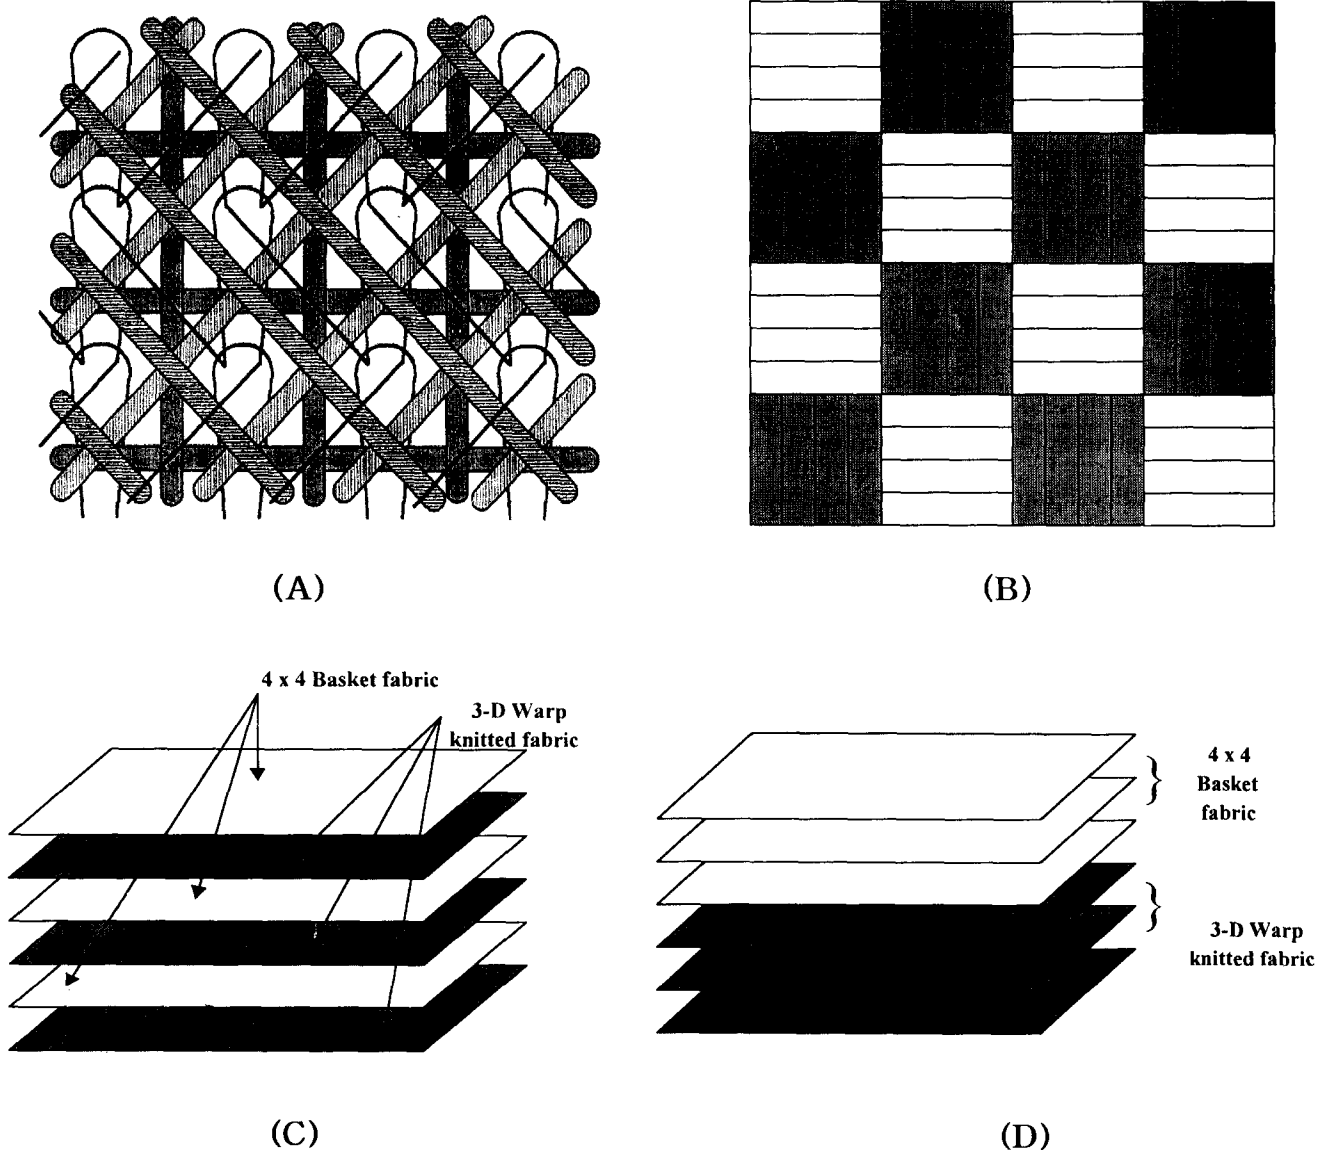 (A)
(B)
4 x 4 Basket fabric
3-D Warp
knitted fabric
(C)
4 x 4
Basket
fabric
3-D Warp
knitted fabric
(D)